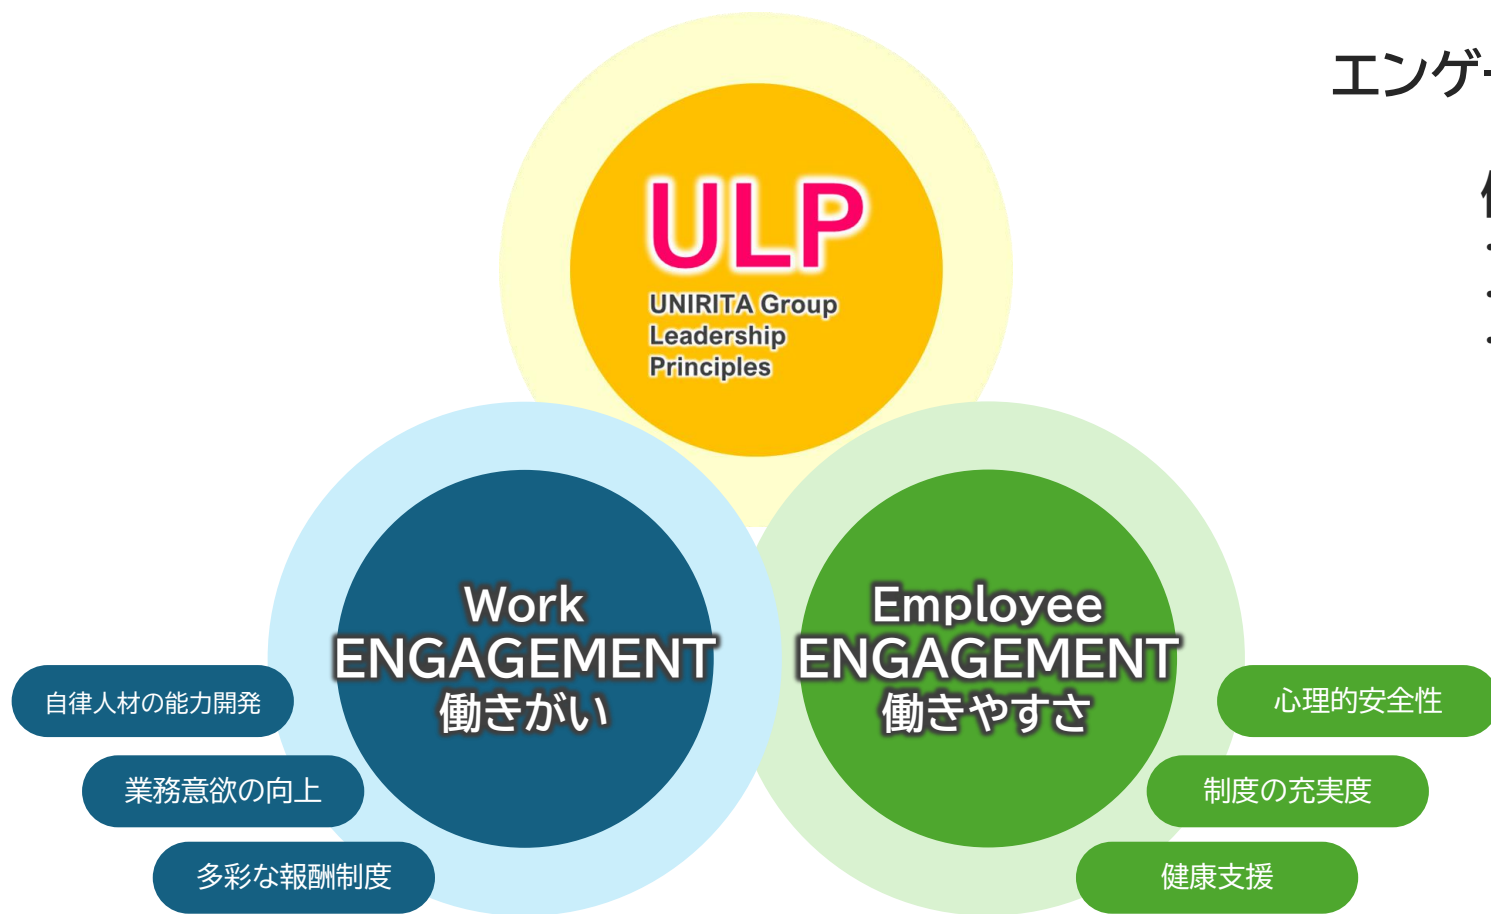 エンゲ
ULP
UNIRITA Group
Leadership
Principles
Work
ENGAGEMENT
働きがい
Employee
ENGAGEMENT
働きやすさ
自律人材の能力開発
業務意欲の向上
多彩な報酬制度
心理的安全性
制度の充実度
健康支援